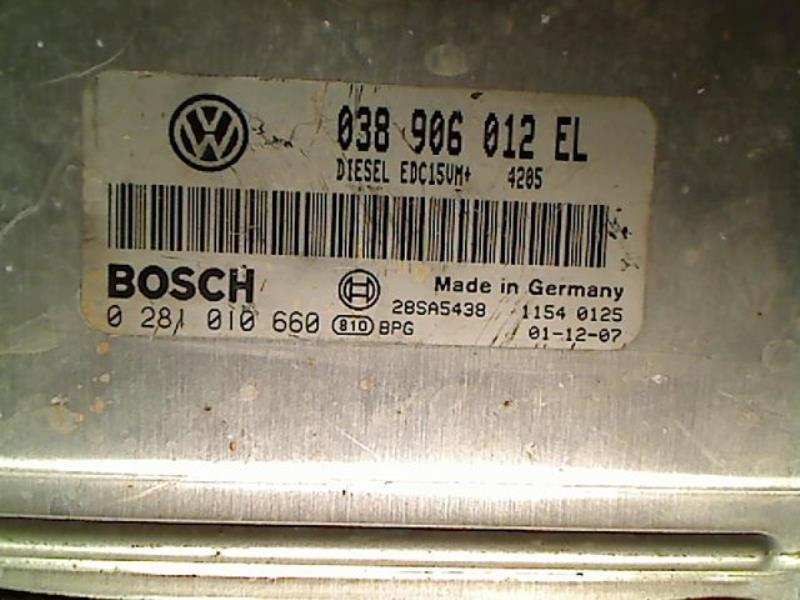 VW
038 906 012 EL
DIESEL EDC15VM+ 4205
BOSCH
Made in Germany
28SA5438 1154 0125
0 281 010 660 810 BPG 01-12-07